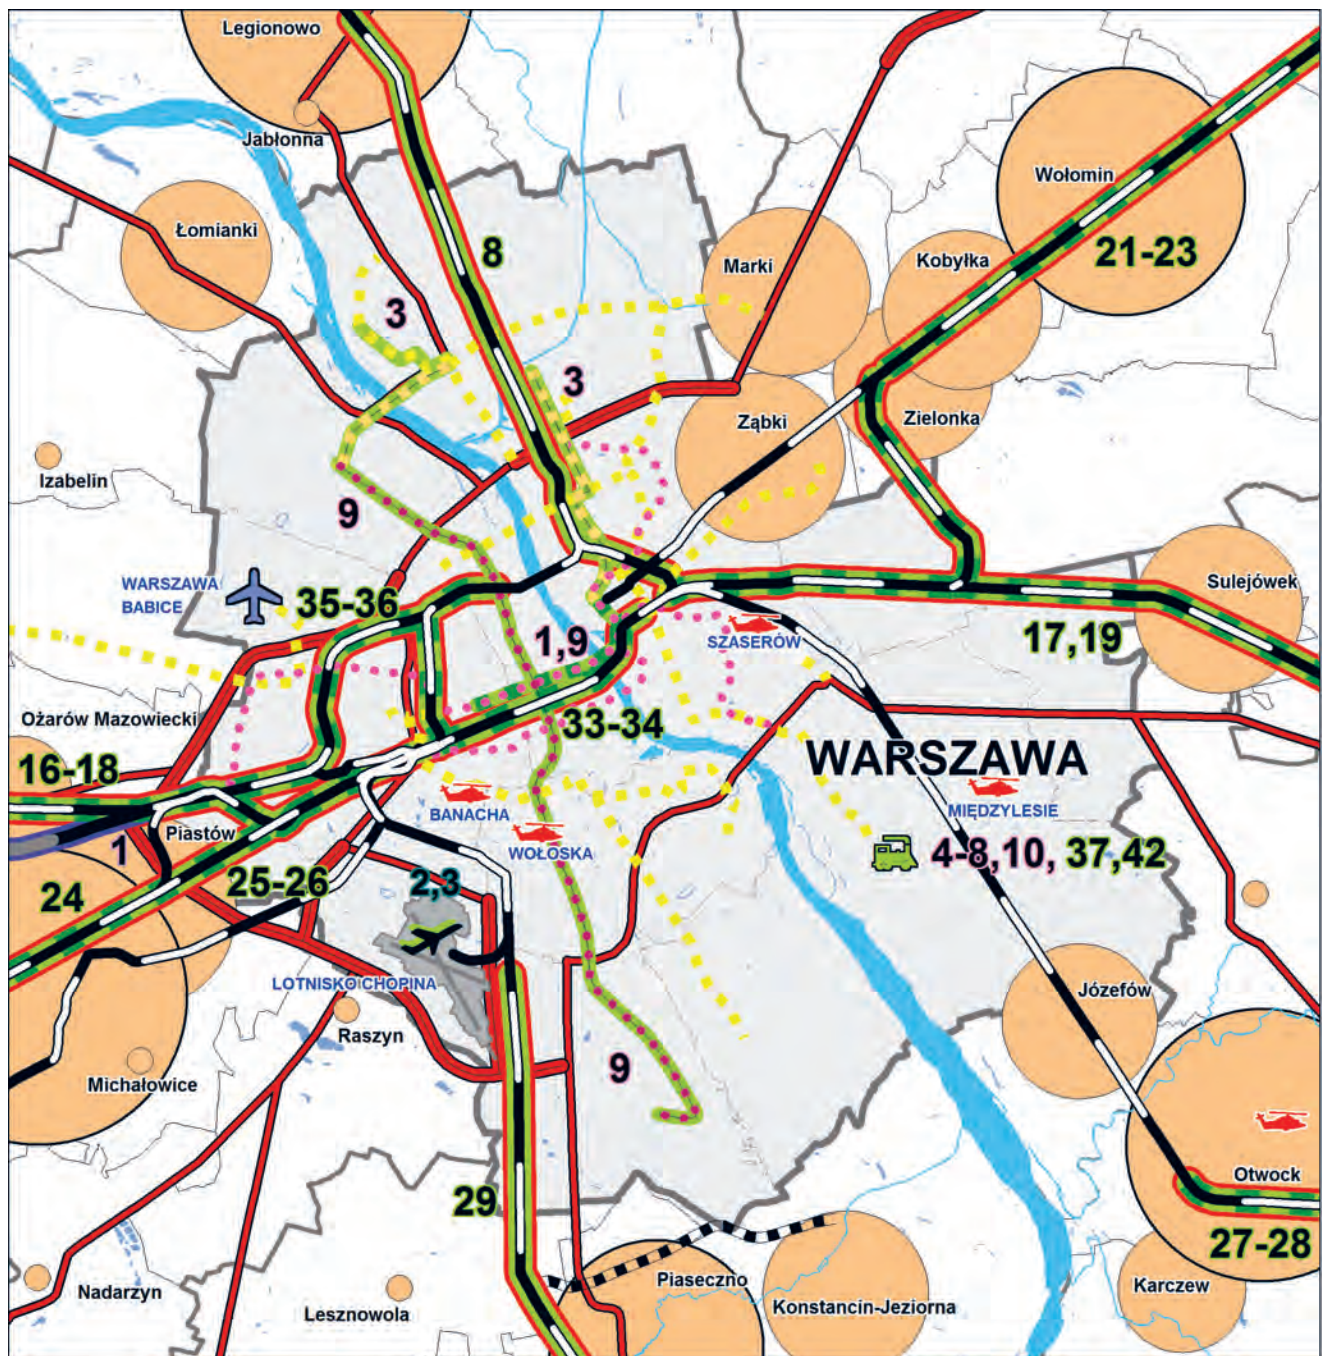 Legionowo
Jabłonna
Łomianki
8
Wołomin
21-23
Kobyłka
Marki
3
3
Ząbki
Zielonka
Izabelin
9
WARSZAWA
BABICE
35-36
Sulejówek
1,9
SZASERÓW
17,19
Ożarów Mazowiecki
33-34
16-18
WARSZAWA
BANACHA
MIĘDZYLESIE
Piastów
1
WOŁOSKA
4-8,10, 37,42
24
25-26
2,3
LOTNISKO CHOPINA
Józefów
Raszyn
Michałowice
9
Otwock
29
27-28
Nadarzyn
Lesznowola
Piaseczno
Konstancin-Jeziorna
Karczew